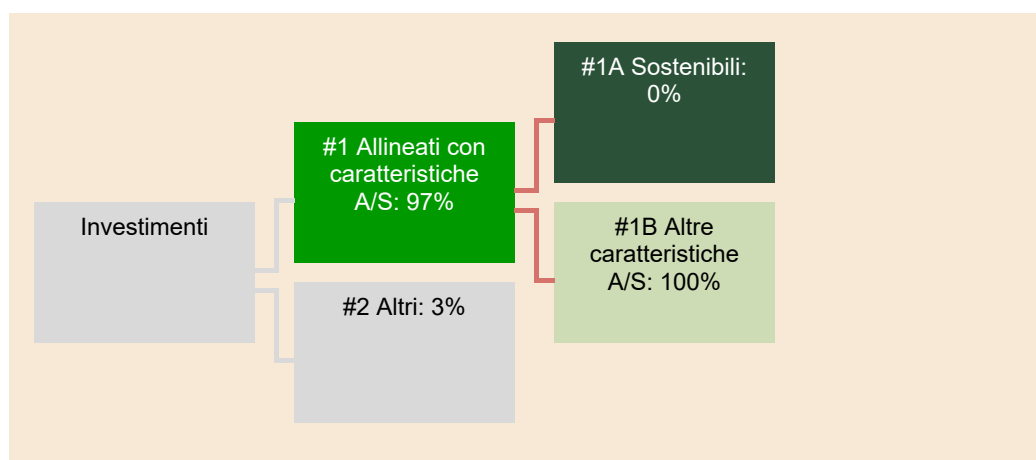 Investimenti
#1 Allineati con
caratteristiche
A/S: 97%
#2 Altri: 3%
#1A Sostenibili:
0%
#1B Altre
caratteristiche
A/S: 100%